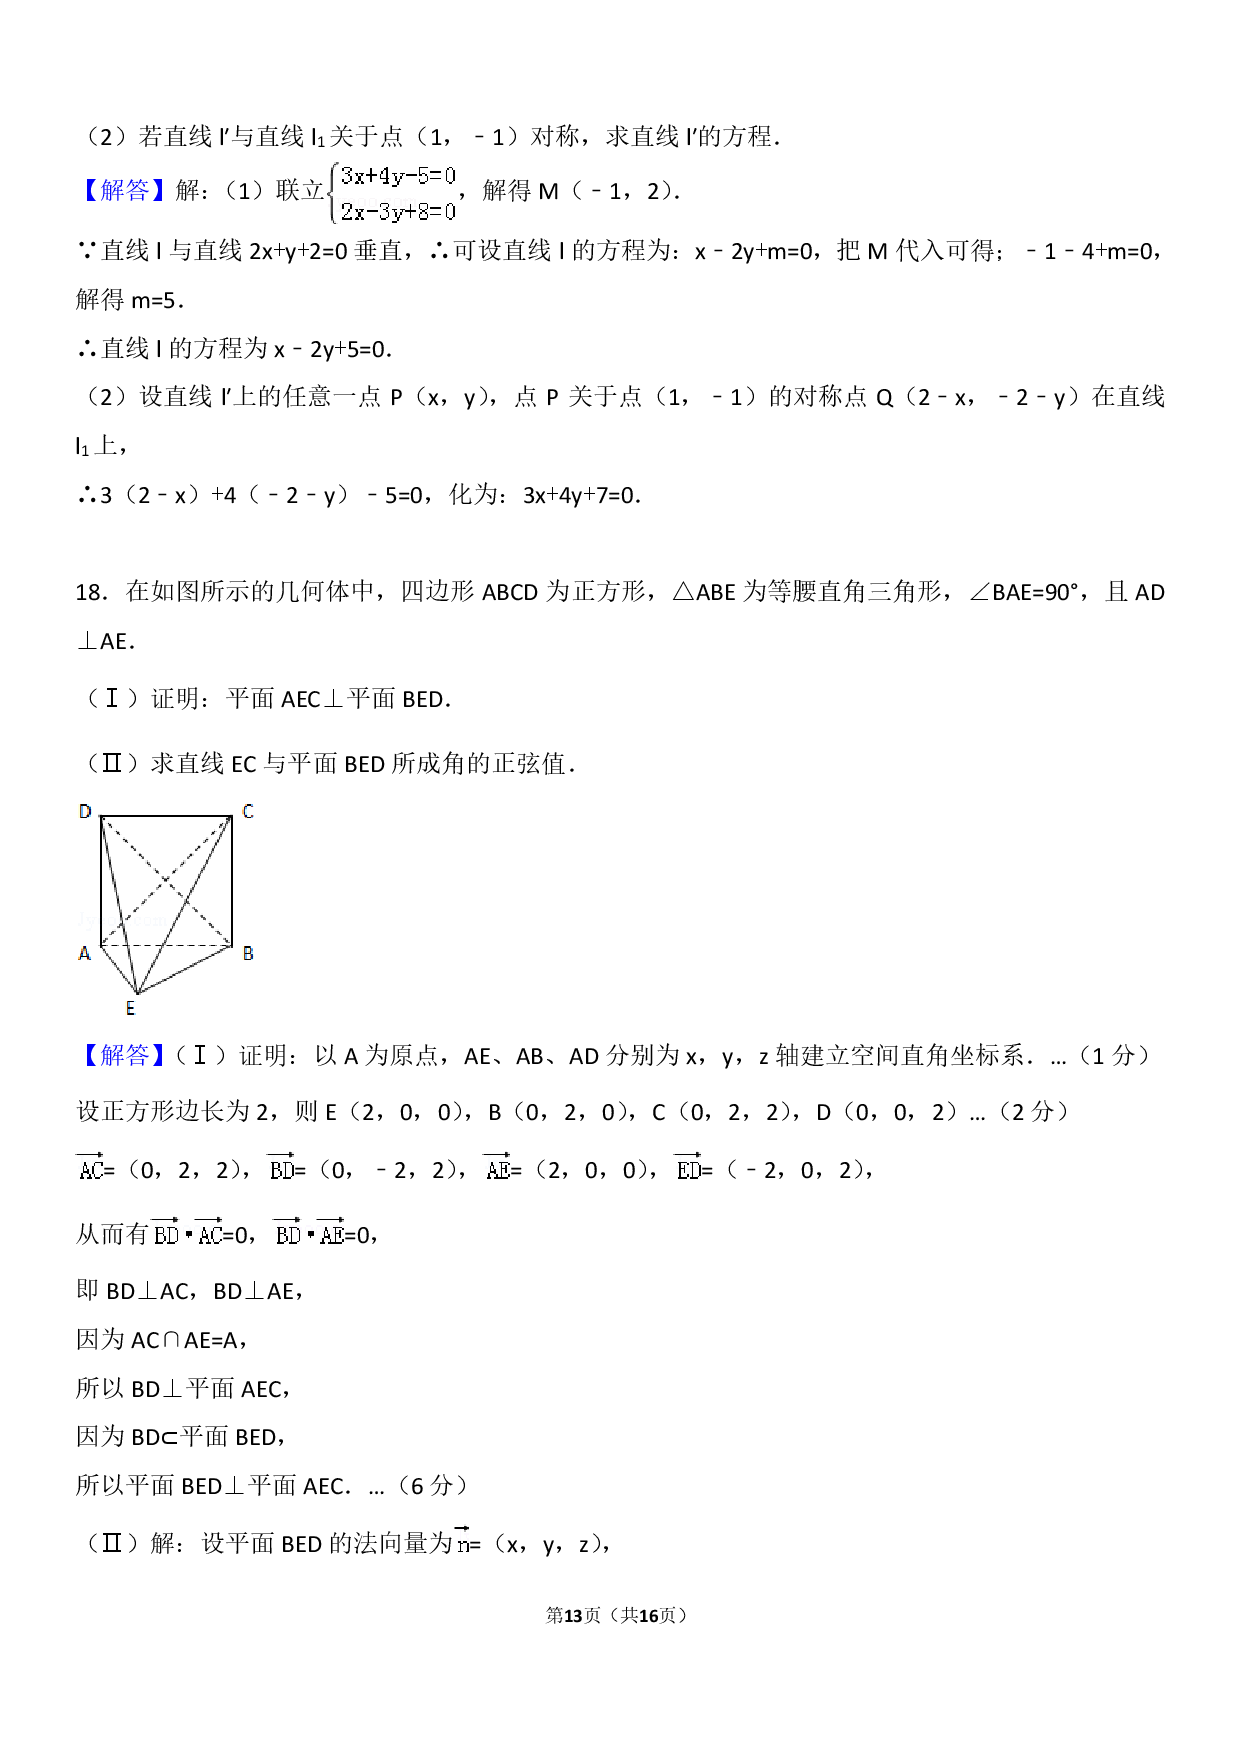 （2）若直线 l′与直线 l₁ 关于点（1，﹣1）对称，求直线 l′的方程．
【解答】解：（1）联立{3x+4y−5=0 2x−3y+8=0，解得 M（﹣1，2）．
∵直线 l 与直线 2x+y+2=0 垂直，∴可设直线 l 的方程为：x﹣2y+m=0，把 M 代入可得；﹣1﹣4+m=0，
解得 m=5．
∴直线 l 的方程为 x﹣2y+5=0．
（2）设直线 l′上的任意一点 P（x，y），点 P 关于点（1，﹣1）的对称点 Q（2﹣x，﹣2﹣y）在直线
l₁ 上，
∴3（2﹣x）+4（﹣2﹣y）﹣5=0，化为：3x+4y+7=0．
18．在如图所示的几何体中，四边形 ABCD 为正方形，△ABE 为等腰直角三角形，∠BAE=90°，且 AD
⊥AE．
（Ⅰ）证明：平面 AEC⊥平面 BED．
（Ⅱ）求直线 EC 与平面 BED 所成角的正弦值．
D C
A B
E
【解答】（Ⅰ）证明：以 A 为原点，AE、AB、AD 分别为 x，y，z 轴建立空间直角坐标系．…（1 分）
设正方形边长为 2，则 E（2，0，0），B（0，2，0），C（0，2，2），D（0，0，2）…（2 分）
$\overrightarrow{AC}$=（0，2，2），$\overrightarrow{BD}$=（0，﹣2，2），$\overrightarrow{AE}$=（2，0，0），$\overrightarrow{ED}$=（﹣2，0，2），
从而有$\overrightarrow{BD}$•$\overrightarrow{AC}$=0，$\overrightarrow{BD}$•$\overrightarrow{AE}$=0，
即 BD⊥AC，BD⊥AE，
因为 AC∩AE=A，
所以 BD⊥平面 AEC，
因为 BD⊂平面 BED，
所以平面 BED⊥平面 AEC．…（6 分）
（Ⅱ）解：设平面 BED 的法向量为$\overrightarrow{n}$=（x，y，z），
第13页（共16页）